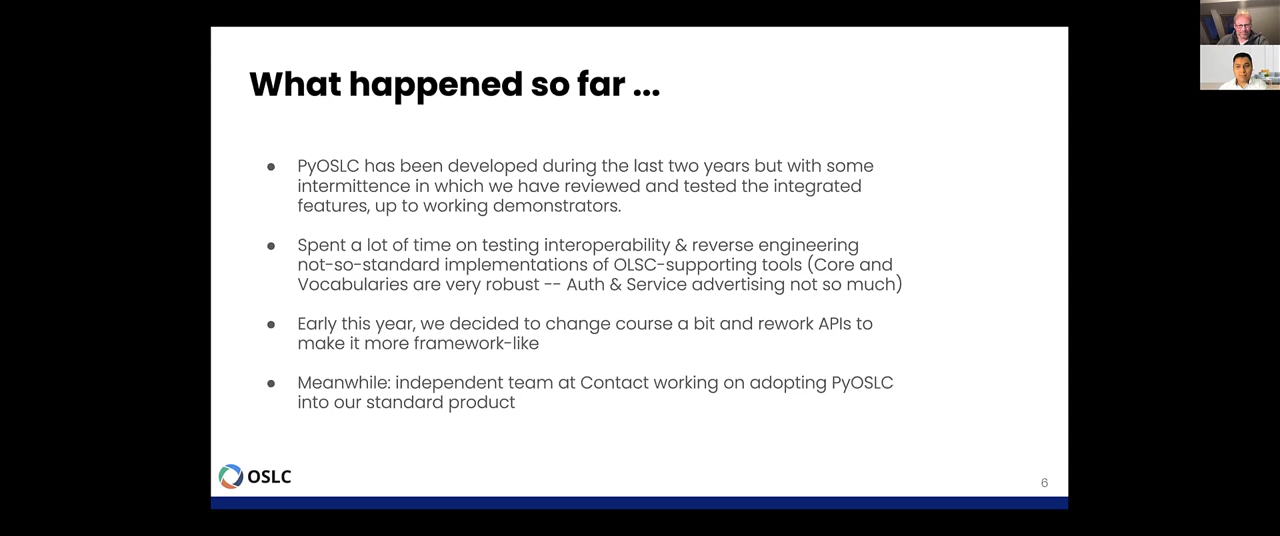 What happened so far ...
● PyOSLC has been developed during the last two years but with some
intermittence in which we have reviewed and tested the integrated
features, up to working demonstrators.
● Spent a lot of time on testing interoperability & reverse engineering
not-so-standard implementations of OLSC-supporting tools (Core and
Vocabularies are very robust -- Auth & Service advertising not so much)
● Early this year, we decided to change course a bit and rework APIs to
make it more framework-like
● Meanwhile: independent team at Contact working on adopting PyOSLC
into our standard product
OSLC
6